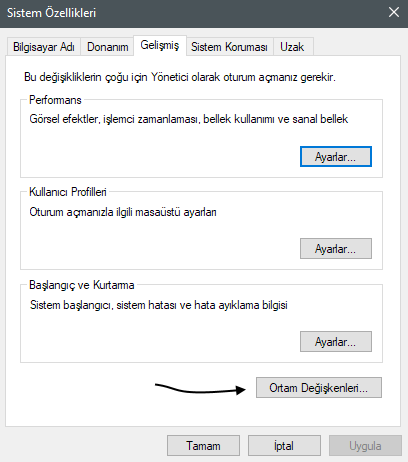 Sistem Özellikleri
Bilgisayar Adı Donanım Gelişmiş Sistem Koruması Uzak
Bu değişikliklerin çoğu için Yönetici olarak oturum açmanız gerekir.
Performans
Görsel efektler, işlemci zamanlaması, bellek kullanımı ve sanal bellek
Ayarlar...
Kullanıcı Profilleri
Oturum açmanızla ilgili masaüstü ayarları
Ayarlar...
Başlangıç ve Kurtarma
Sistem başlangıcı, sistem hatası ve hata ayıklama bilgisi
Ayarlar...
Ortam Değişkenleri...
Tamam İptal Uygula